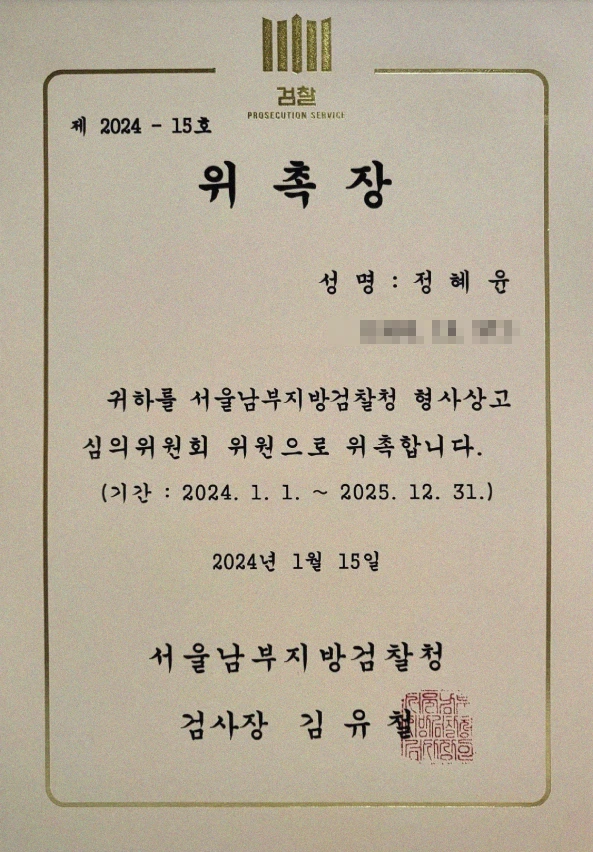 검찰
PROSECUTION SERVICE
제 2024 - 15호
위 촉 장
성 명 : 정 혜 윤
귀하를 서울남부지방검찰청 형사상고
심의위원회 위원으로 위촉합니다.
(기간 : 2024. 1. 1. ~ 2025. 12. 31.)
2024년 1월 15일
서울남부지방검찰청
검사장 김 유 철